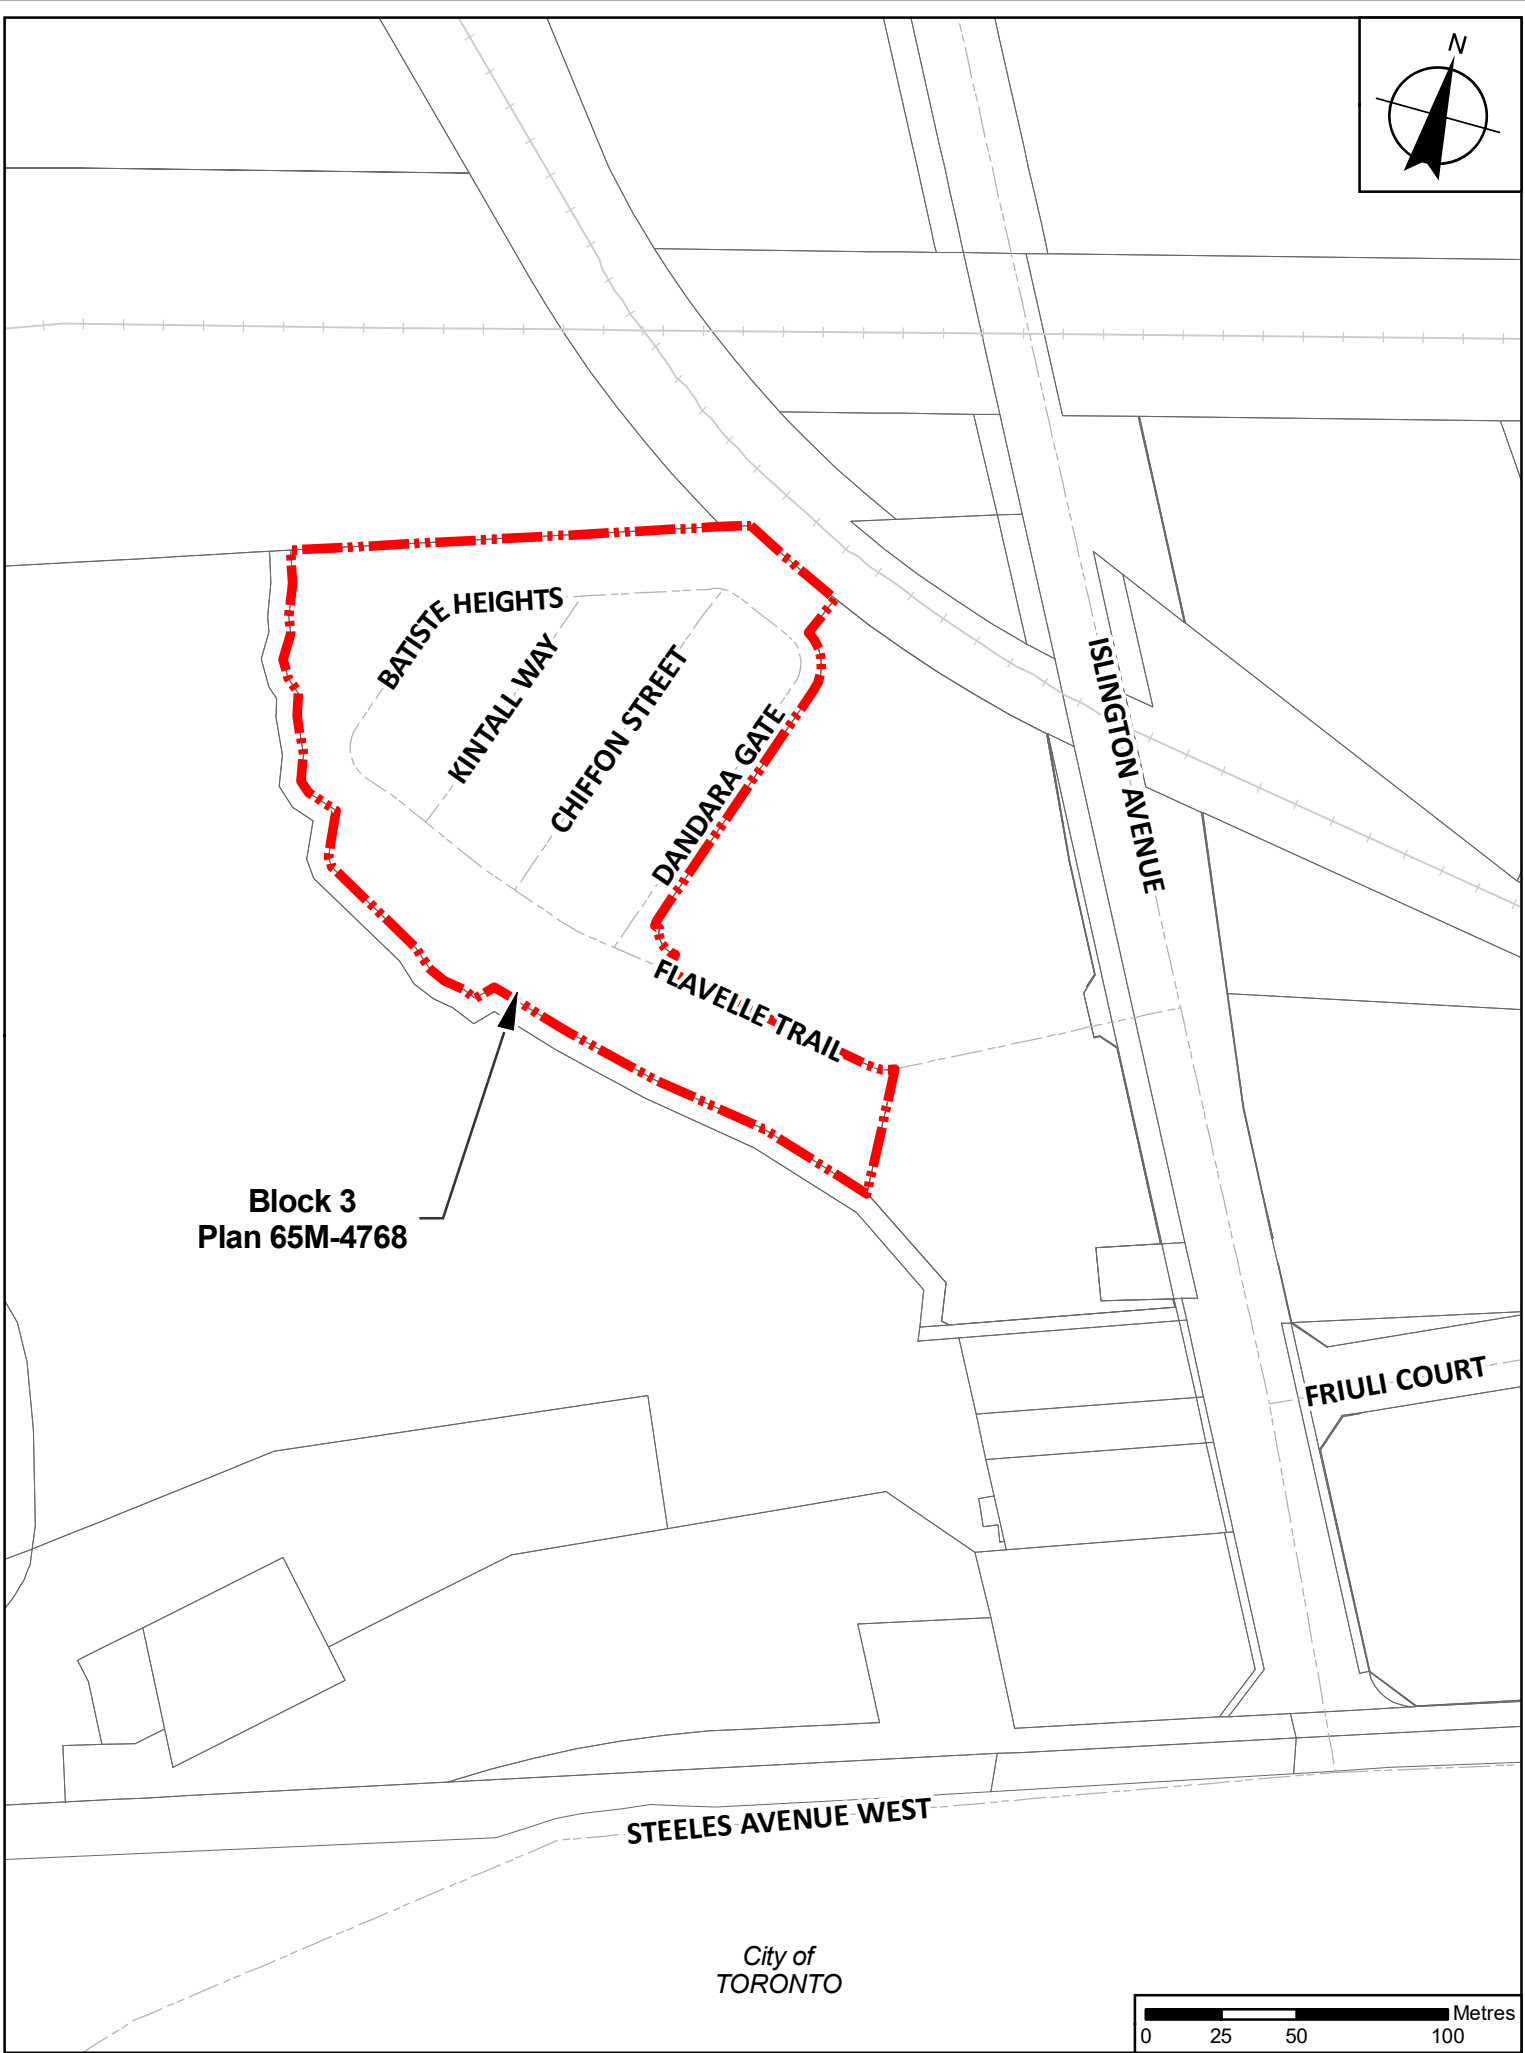 N
BATISTE HEIGHTS
KINTALL WAY
CHIFFON STREET
DANDARA GATE
ISLINGTON AVENUE
FLAVELLE TRAIL
Block 3
Plan 65M-4768
FRIULI COURT
STEELES AVENUE WEST
City of
TORONTO
Metres
0 25 50 100